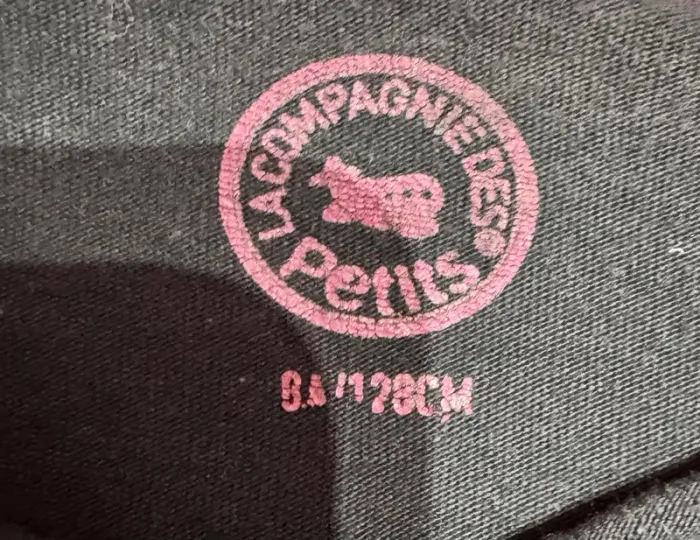 LA COMPAGNIE DES®
Petits
8A/128CM